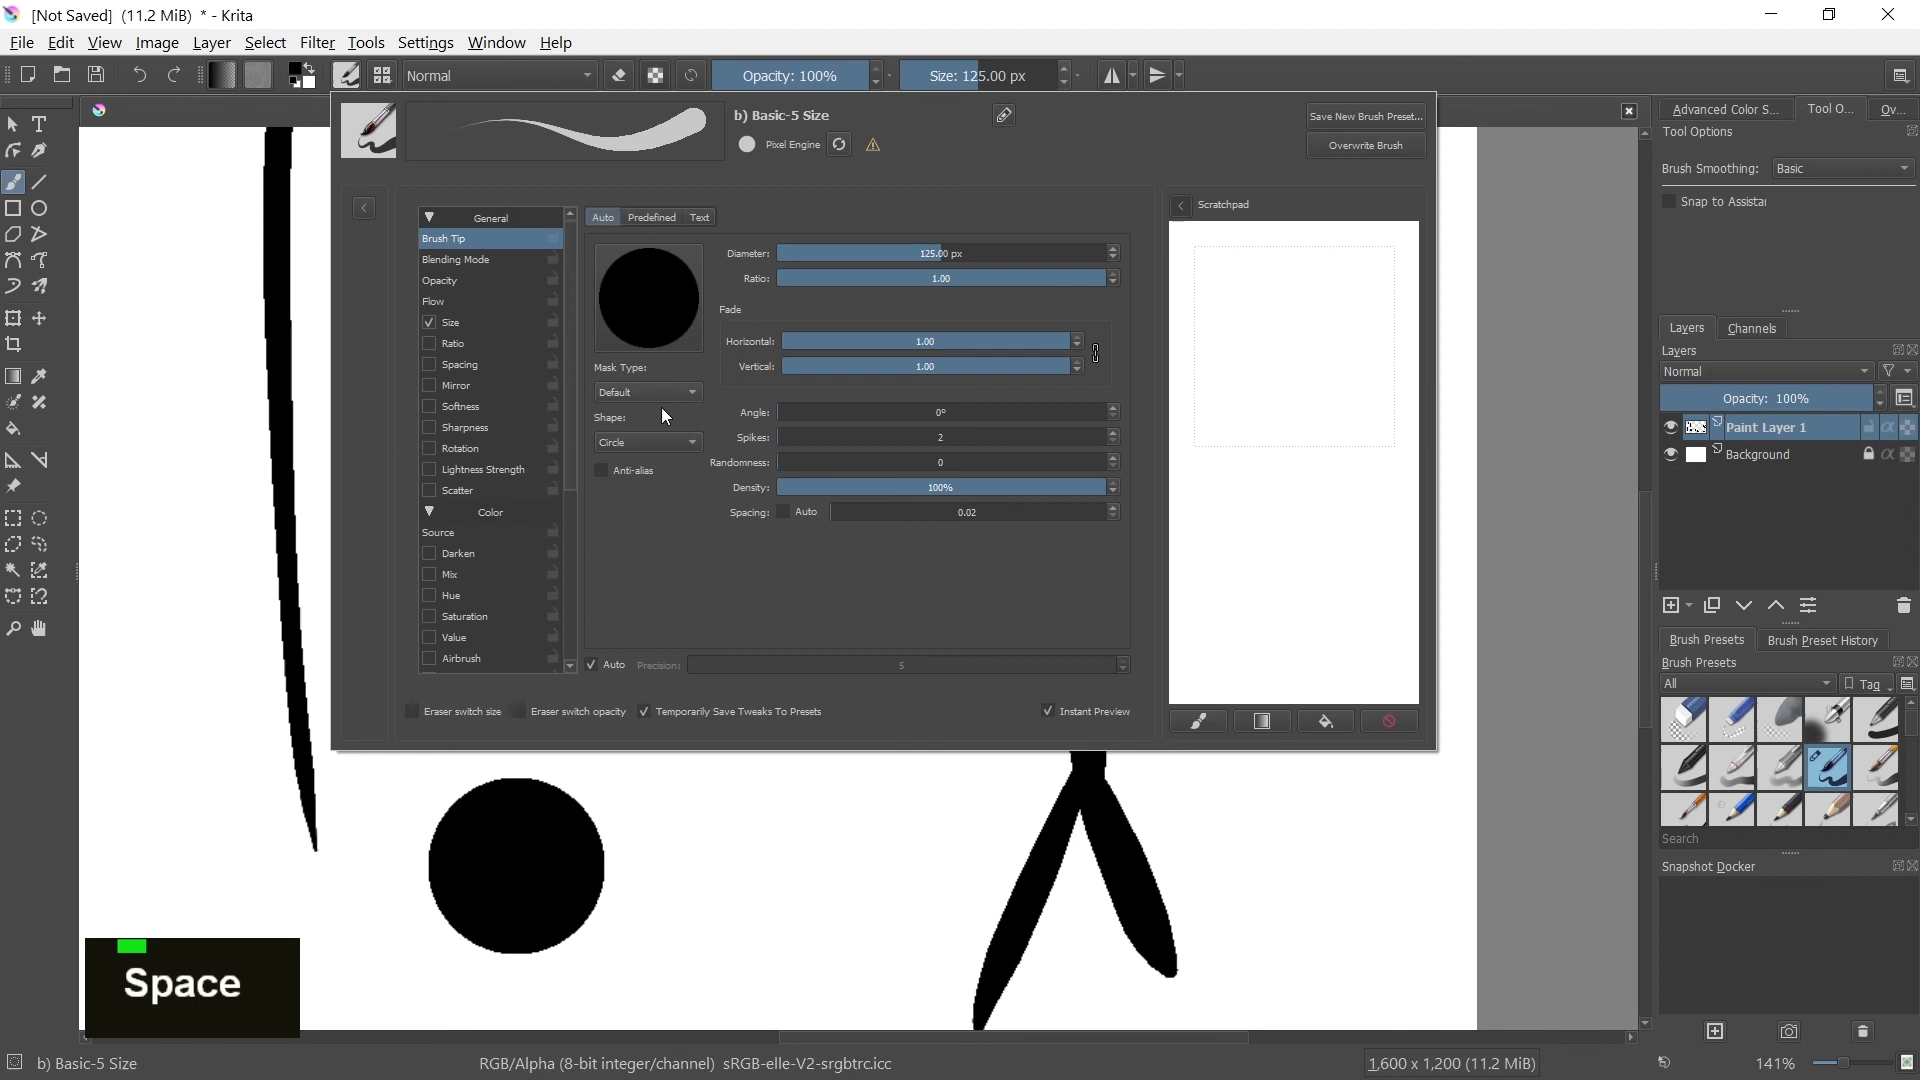 [Not Saved]  (11.2 MiB)  * - Krita
File  Edit  View  Image  Layer  Select  Filter  Tools  Settings  Window  Help
Normal  Opacity: 100%  Size: 125.00 px
b) Basic-5 Size
Pixel Engine
Save New Brush Preset...
Overwrite Brush
General
Brush Tip
Blending Mode
Opacity
Flow
Size
Ratio
Spacing
Mirror
Softness
Sharpness
Rotation
Lightness Strength
Scatter
Color
Source
Darken
Mix
Hue
Saturation
Value
Airbrush
Auto  Predefined  Text
Mask Type:
Default
Shape:
Circle
Anti-alias
Diameter:  125.00 px
Ratio:  1.00
Fade
Horizontal:  1.00
Vertical:  1.00
Angle:  0º
Spikes:  2
Randomness:  0
Density:  100%
Spacing:  Auto  0.02
Auto  Precision:  5
Eraser switch size  Eraser switch opacity  Temporarily Save Tweaks To Presets  Instant Preview
Scratchpad
Advanced Color S...  Tool O...  Ov...
Tool Options
Brush Smoothing:  Basic
Snap to Assistar
Layers  Channels
Layers
Normal
Opacity:  100%
Paint Layer 1
Background
Brush Presets  Brush Preset History
Brush Presets
All  Tag
Search
Snapshot Docker
Space
b) Basic-5 Size  RGB/Alpha (8-bit integer/channel)  sRGB-elle-V2-srgbtrc.icc  1,600 x 1,200 (11.2 MiB)  141%